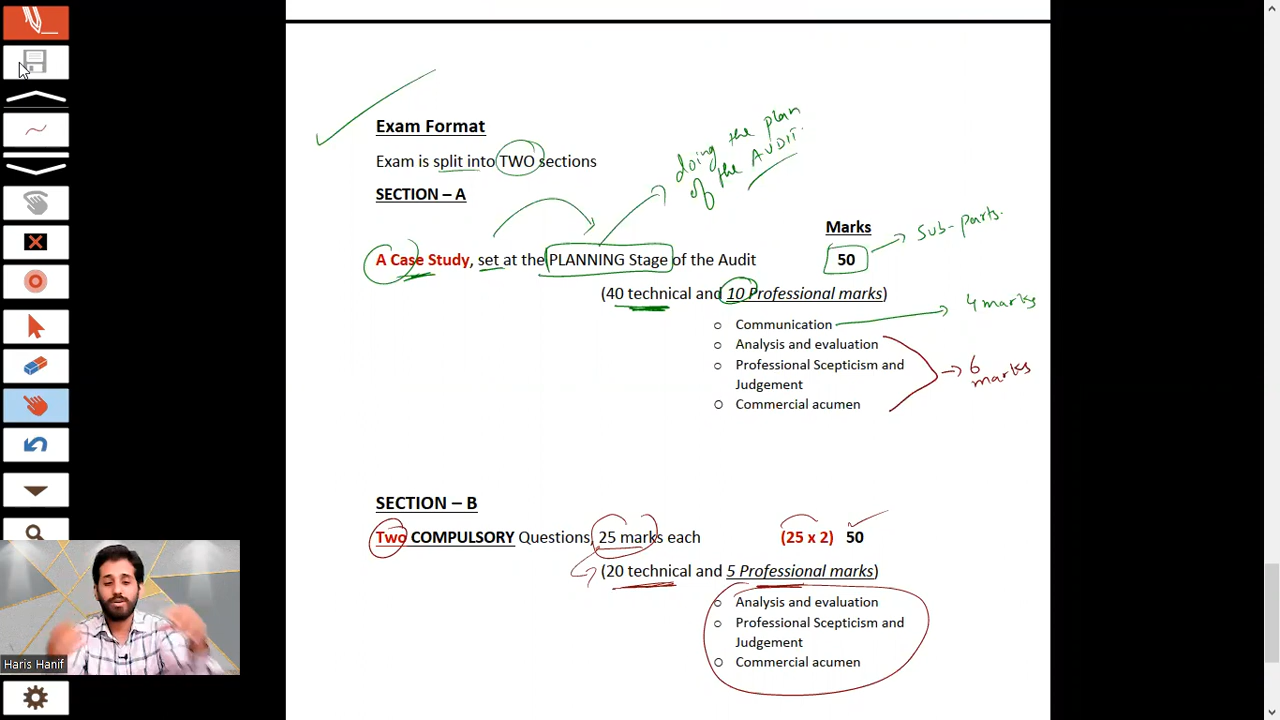 Exam Format
Exam is split into TWO sections
doing the plan
of the AUDIT.
SECTION – A
Marks
A Case Study, set at the PLANNING Stage of the Audit
50
Sub-parts.
(40 technical and 10 Professional marks)
o Communication
4 marks
o Analysis and evaluation
o Professional Scepticism and
Judgement
o Commercial acumen
6
marks
SECTION – B
Two COMPULSORY Questions, 25 marks each
(25 x 2) 50
(20 technical and 5 Professional marks)
o Analysis and evaluation
o Professional Scepticism and
Judgement
o Commercial acumen
Haris Hanif